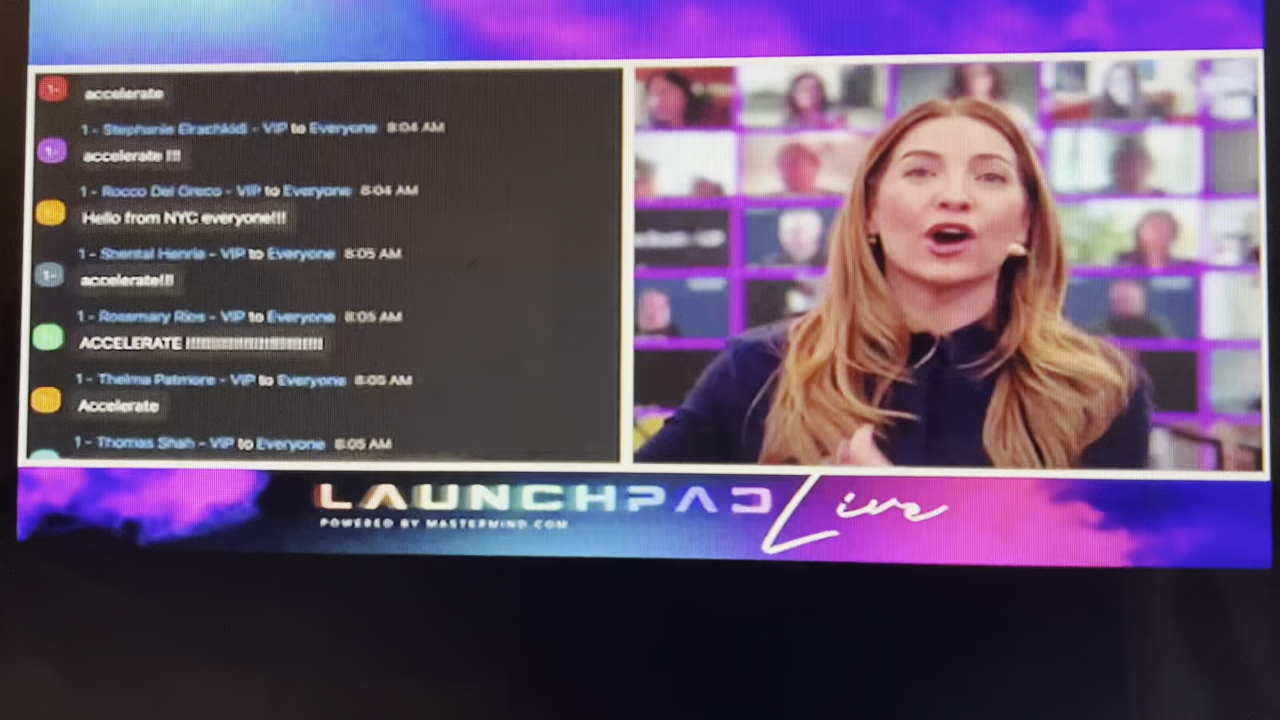 accelerate
1 - Stephanie - VIP to Everyone 8:04 AM
accelerate !!!
1 - Rocco Del Greco - VIP to Everyone 8:04 AM
Hello from NYC everyone!!!
1 - Henrie - VIP to Everyone 8:05 AM
accelerate!!!
1 - Rosemary Rios - VIP to Everyone 8:05 AM
ACCELERATE
1 - Thelma Patmore - VIP to Everyone 8:05 AM
Accelerate
1 - Thomas Shah - VIP to Everyone 8:05 AM
LAUNCHPAD Live
POWERED BY MASTERMIND.COM